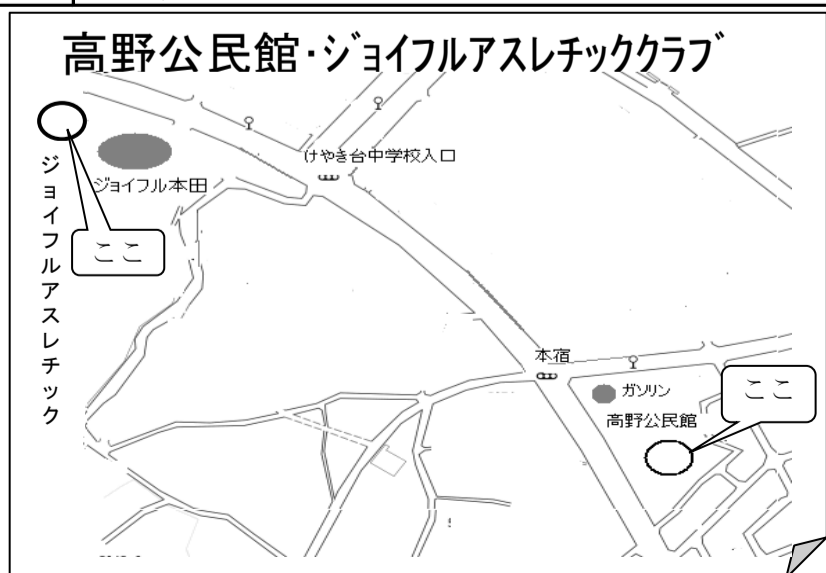 高野公民館・ジョイフルアスレチッククラブ
けやき台中学校入口
ジョイフル本田
ここ
ジョイフルアスレチック
本宿
ガソリン
ここ
高野公民館